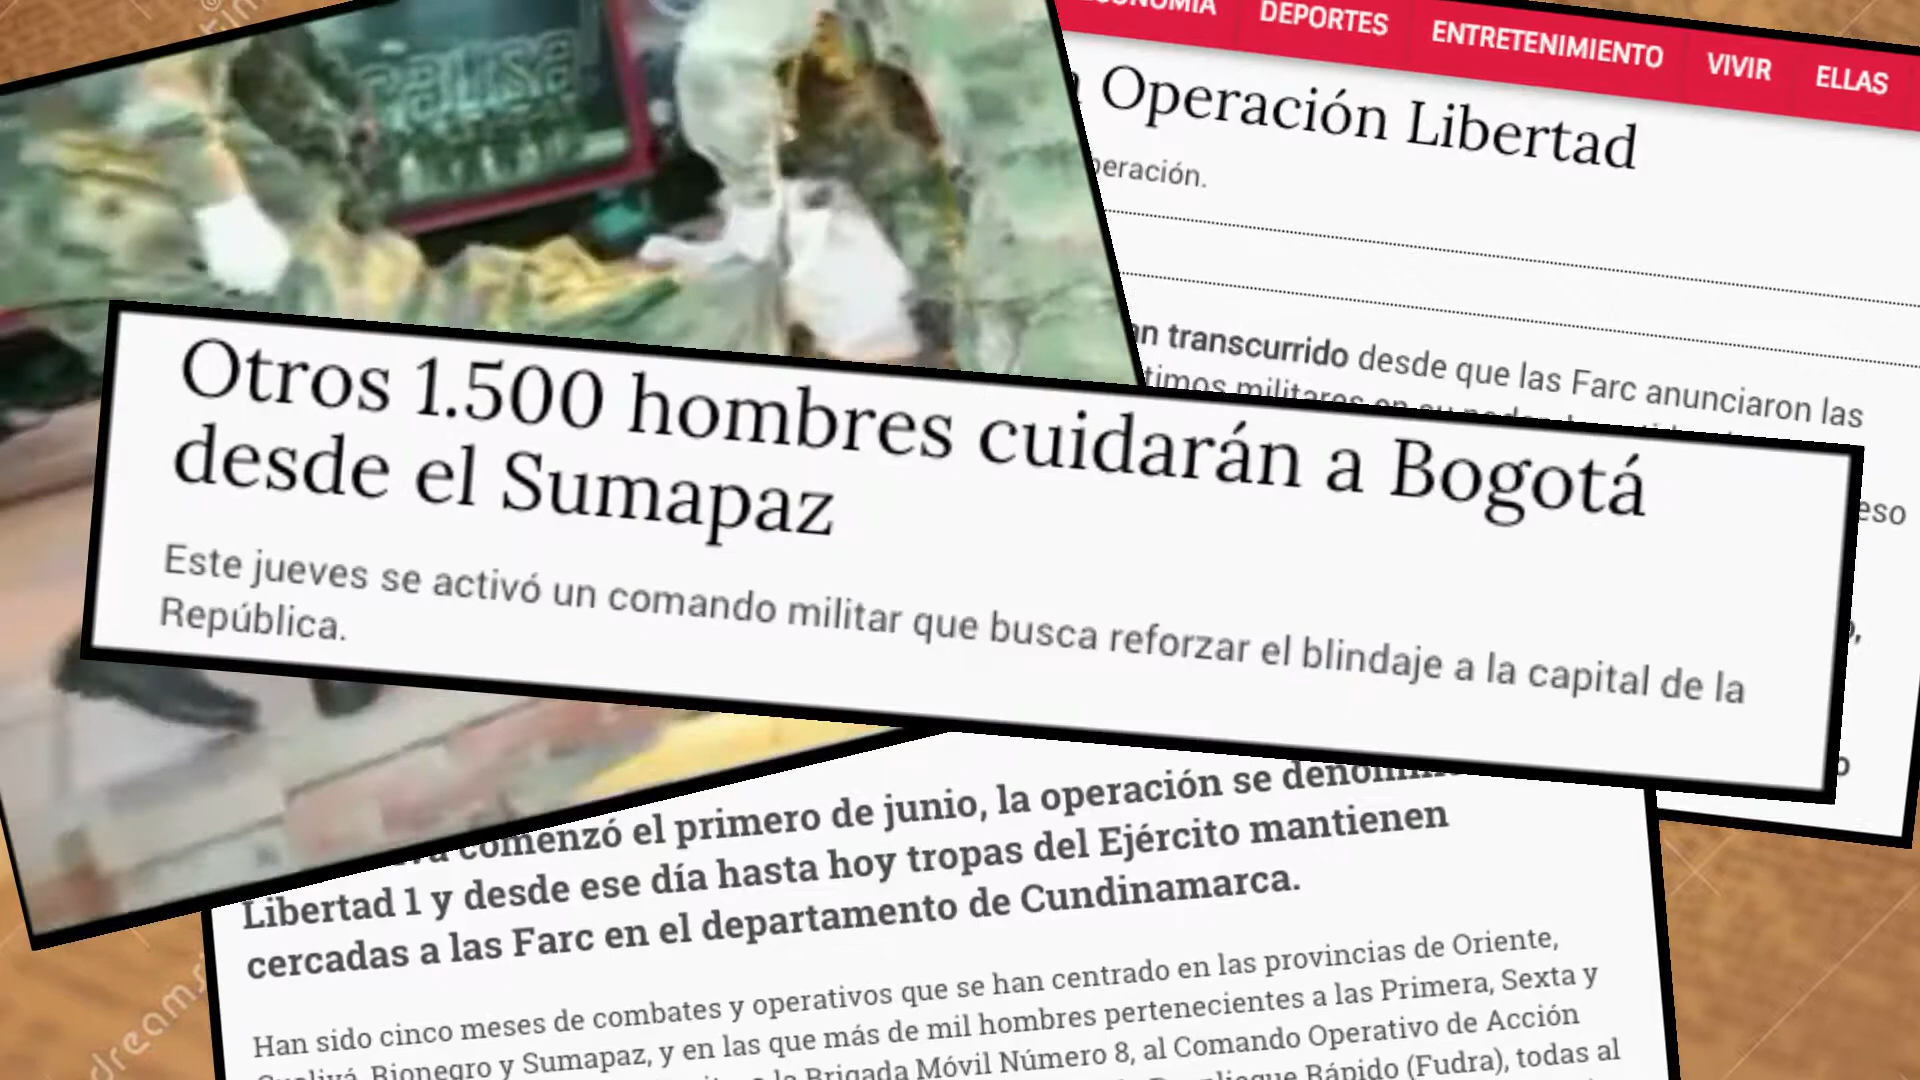 causa
DEPORTES ENTRETENIMIENTO VIVIR ELLAS
Operación Libertad
transcurrido desde que las Farc anunciaron las
Otros 1.500 hombres cuidarán a Bogotá
desde el Sumapaz
Este jueves se activó un comando militar que busca reforzar el blindaje a la capital de la
República.
comenzó el primero de junio, la operación se
Libertad 1 y desde ese día hasta hoy tropas del Ejército mantienen
cercadas a las Farc en el departamento de Cundinamarca.
Han sido cinco meses de combates y operativos que se han centrado en las provincias de Oriente,
Rionegro y Sumapaz, y en las que más de mil hombres pertenecientes a las Primera, Sexta y
la Brigada Móvil Número 8, al Comando Operativo de Acción
Rápido (Fudra), todas al